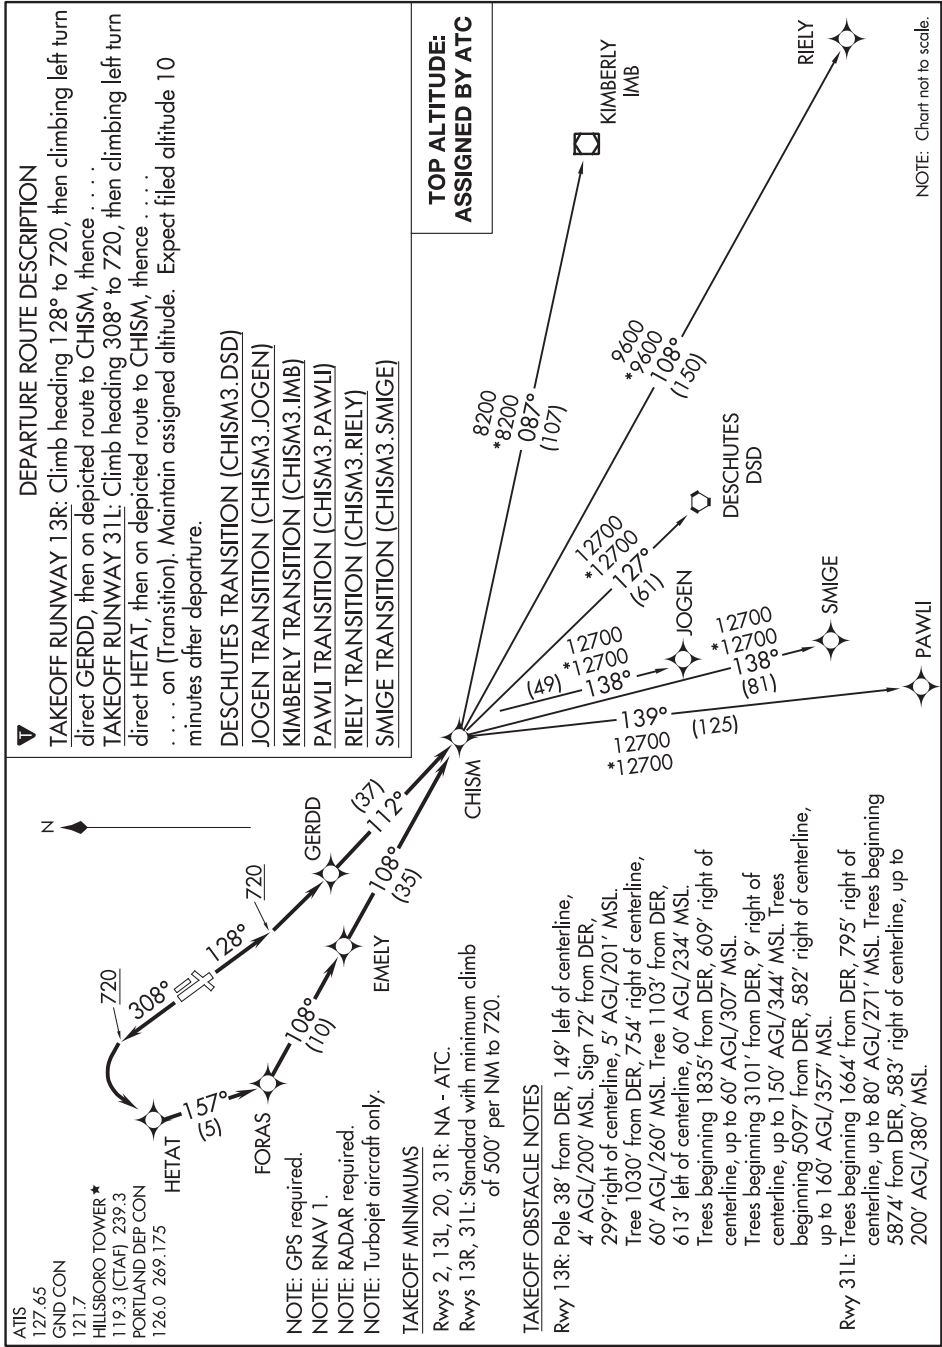 ATIS
127.65
GND CON
121.7
HILLSBORO TOWER★
119.3 (CTAF) 239.3
PORTLAND DEP CON
126.0 269.175
DEPARTURE ROUTE DESCRIPTION
T
TAKEOFF RUNWAY 13R: Climb heading 128° to 720, then climbing left turn
direct GERDD, then on depicted route to CHISM, thence . . . .
TAKEOFF RUNWAY 31L: Climb heading 308° to 720, then climbing left turn
direct HETAT, then on depicted route to CHISM, thence . . . .
. . . . on (Transition). Maintain assigned altitude. Expect filed altitude 10
minutes after departure.
DESCHUTES TRANSITION (CHISM3.DSD)
JOGEN TRANSITION (CHISM3.JOGEN)
KIMBERLY TRANSITION (CHISM3.IMB)
PAWLI TRANSITION (CHISM3.PAWLI)
RIELY TRANSITION (CHISM3.RIELY)
SMIGE TRANSITION (CHISM3.SMIGE)
TOP ALTITUDE:
ASSIGNED BY ATC
N
720
308°
128°
720
HETAT
157°
(5)
FORAS
108°
(10)
EMELY
108°
(35)
GERDD
112°
(37)
CHISM
8200
*8200
087°
(107)
KIMBERLY
IMB
9600
*9600
108°
(150)
RIELY
12700
*12700
127°
(61)
DESCHUTES
DSD
12700
*12700
138°
(49)
JOGEN
12700
*12700
138°
(81)
SMIGE
139°
12700
*12700
(125)
PAWLI
NOTE: GPS required.
NOTE: RNAV 1.
NOTE: RADAR required.
NOTE: Turbojet aircraft only.
TAKEOFF MINIMUMS
Rwys 2, 13L, 20, 31R: NA - ATC.
Rwys 13R, 31L: Standard with minimum climb
of 500' per NM to 720.
TAKEOFF OBSTACLE NOTES
Rwy 13R: Pole 38' from DER, 149' left of centerline,
4' AGL/200' MSL. Sign 72' from DER,
299'right of centerline, 5' AGL/201' MSL.
Tree 1030' from DER, 754' right of centerline,
60' AGL/260' MSL. Tree 1103' from DER,
613' left of centerline, 60' AGL/234' MSL.
Trees beginning 1835' from DER, 609' right of
centerline, up to 60' AGL/307' MSL.
Trees beginning 3101' from DER, 9' right of
centerline, up to 150' AGL/344' MSL. Trees
beginning 5097' from DER, 582' right of centerline,
up to 160' AGL/357' MSL.
Rwy 31L: Trees beginning 1664' from DER, 795' right of
centerline, up to 80' AGL/271' MSL. Trees beginning
5874' from DER, 583' right of centerline, up to
200' AGL/380' MSL.
NOTE: Chart not to scale.